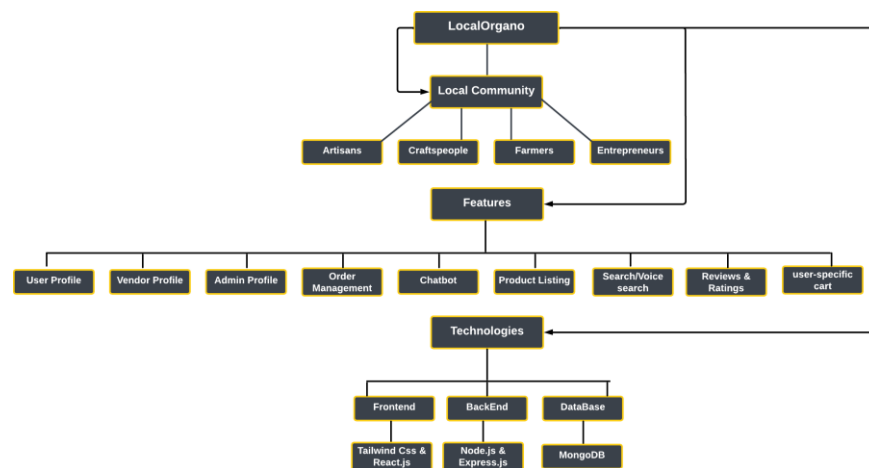 LocalOrgano
Local Community
Artisans
Craftspeople
Farmers
Entrepreneurs
Features
User Profile
Vendor Profile
Admin Profile
Order
Management
Chatbot
Product Listing
Search/Voice
search
Reviews &
Ratings
user-specific
cart
Technologies
Frontend
BackEnd
DataBase
Tailwind Css &
React.js
Node.js &
Express.js
MongoDB